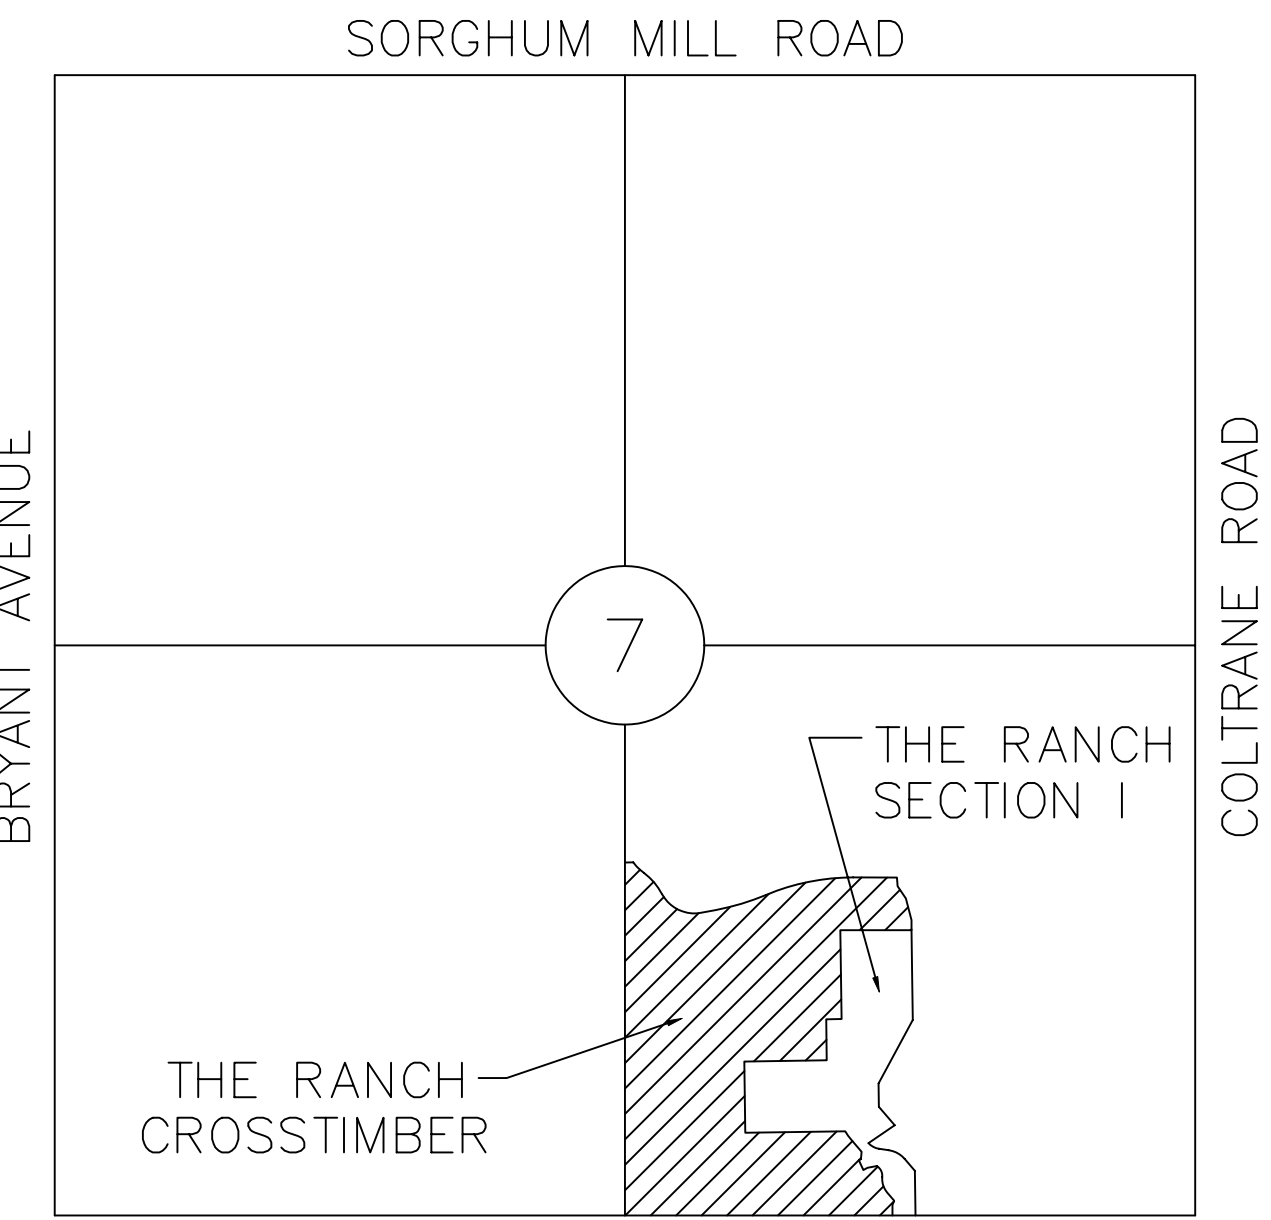 SORGHUM MILL ROAD
BRYANT AVENUE
COLTRANE ROAD
7
THE RANCH
SECTION I
THE RANCH
CROSSTIMBER